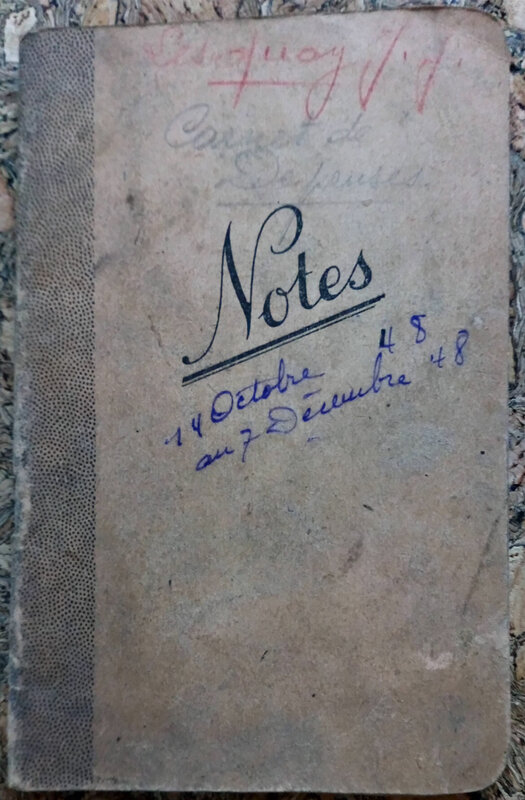 Carnet de
Dépenses.
Notes
14 Octobre 48
au 7 Décembre 48